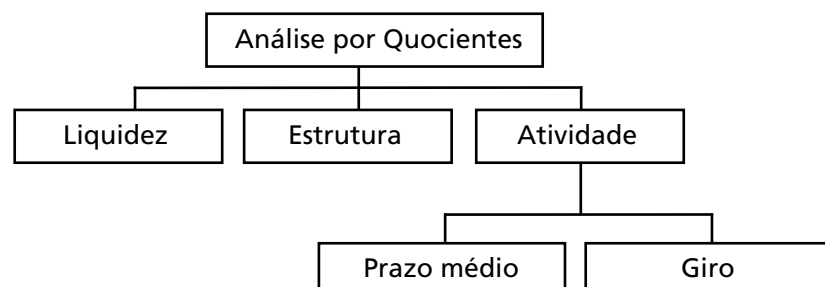 Análise por Quocientes
Liquidez
Estrutura
Atividade
Prazo médio
Giro